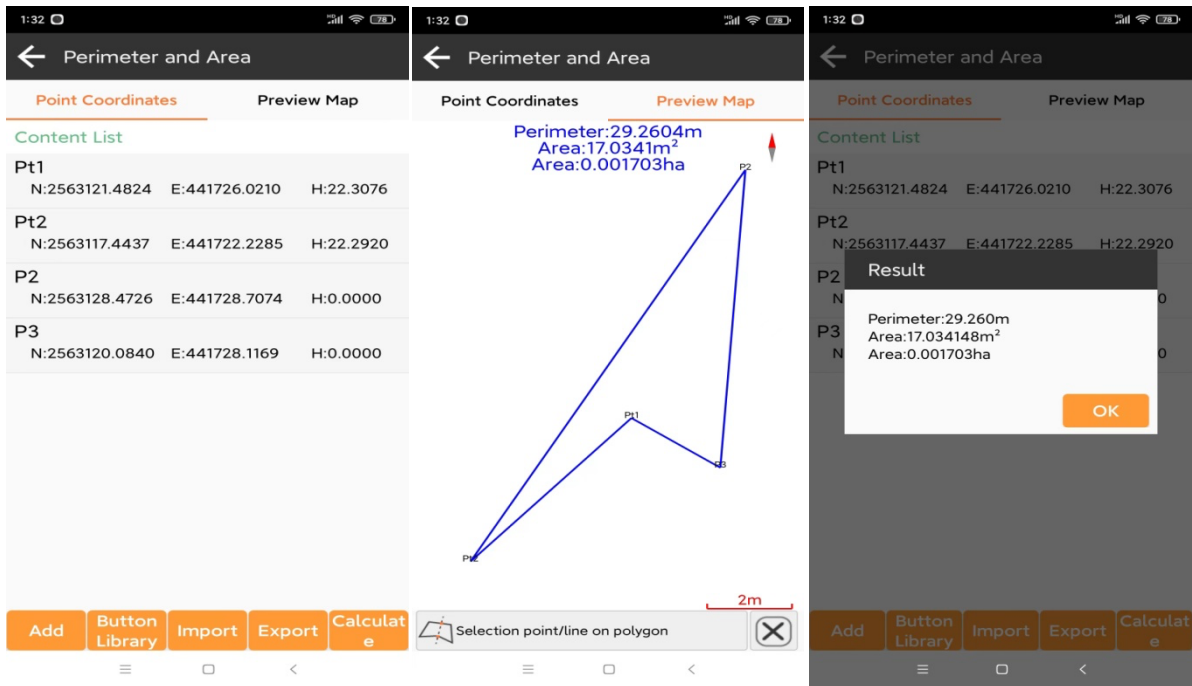 1:32
HD
78
Perimeter and Area
Point Coordinates Preview Map
Content List
Pt1
N:2563121.4824 E:441726.0210 H:22.3076
Pt2
N:2563117.4437 E:441722.2285 H:22.2920
P2
N:2563128.4726 E:441728.7074 H:0.0000
P3
N:2563120.0840 E:441728.1169 H:0.0000
Add
Button
Library
Import
Export
Calculat
e
1:32
HD
78
Perimeter and Area
Point Coordinates Preview Map
Perimeter:29.2604m
Area:17.0341m²
Area:0.001703ha
P2
Pt1
P3
Pt2
2m
Selection point/line on polygon
1:32
HD
78
Perimeter and Area
Point Coordinates Preview Map
Content List
Pt1
N:2563121.4824 E:441726.0210 H:22.3076
Pt2
N:2563117.4437 E:441722.2285 H:22.2920
P2
N
0
P3
N
0
Result
Perimeter:29.260m
Area:17.034148m²
Area:0.001703ha
OK
Add
Button
Library
Import
Export
Calculat
e